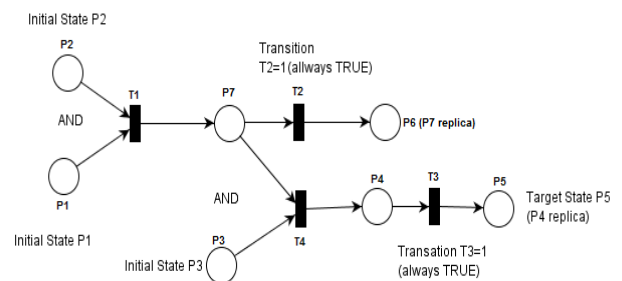 Initial State P2
P2
Transition
T2=1(allways TRUE)
T1
P7
T2
AND
P6 (P7 replica)
P1
P4
T3
P5
AND
Target State P5
(P4 replica)
Initial State P1
P3
T4
Initial State P3
Transation T3=1
(always TRUE)